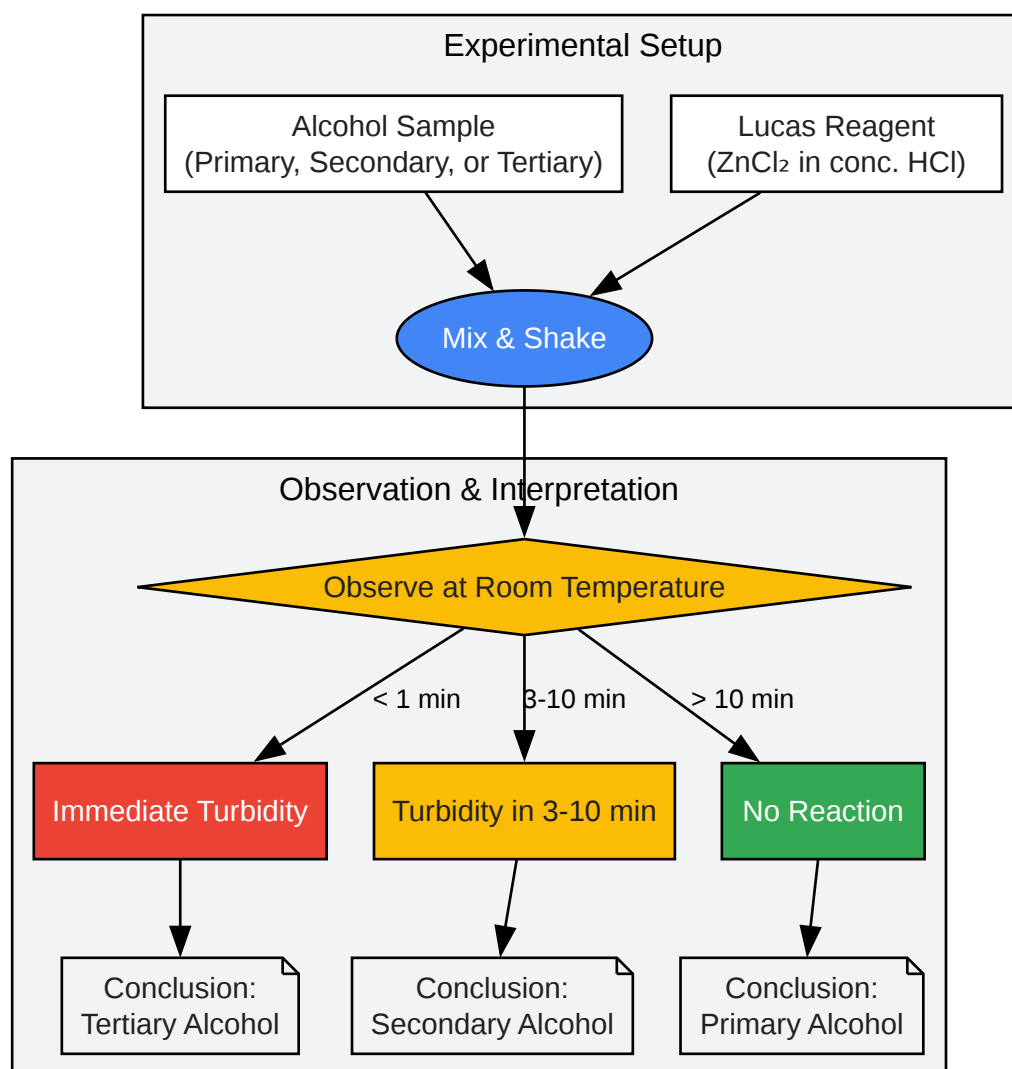 Experimental Setup
Alcohol Sample
(Primary, Secondary, or Tertiary)
Lucas Reagent
(ZnCl₂ in conc. HCl)
Mix & Shake
Observation & Interpretation
Observe at Room Temperature
< 1 min
3-10 min
> 10 min
Immediate Turbidity
Turbidity in 3-10 min
No Reaction
Conclusion:
Tertiary Alcohol
Conclusion:
Secondary Alcohol
Conclusion:
Primary Alcohol